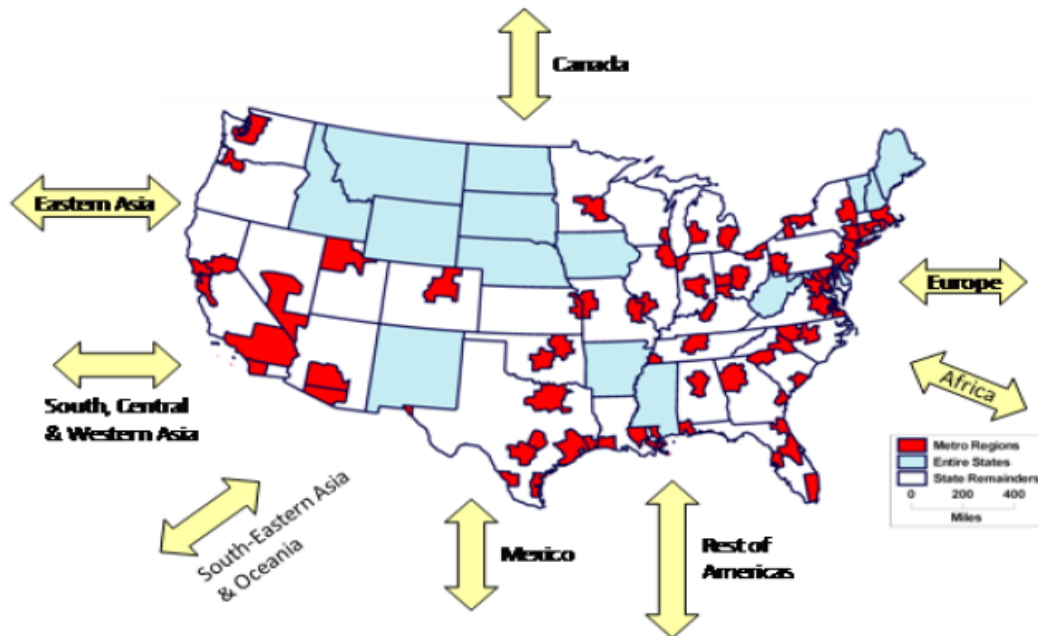 Canada
Eastern Asia
Europe
Africa
South, Central
& Western Asia
Metro Regions
Entire States
State Remainders
0 200 400
Miles
South-Eastern Asia
& Oceania
Mexico
Rest of
Americas